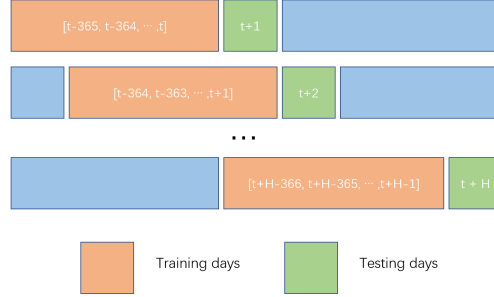 [t-365, t-364, ··· ,t] t+1
[t-364, t-363, ··· ,t+1] t+2
...
[t+H-366, t+H-365, ··· ,t+H-1] t + H
Training days Testing days